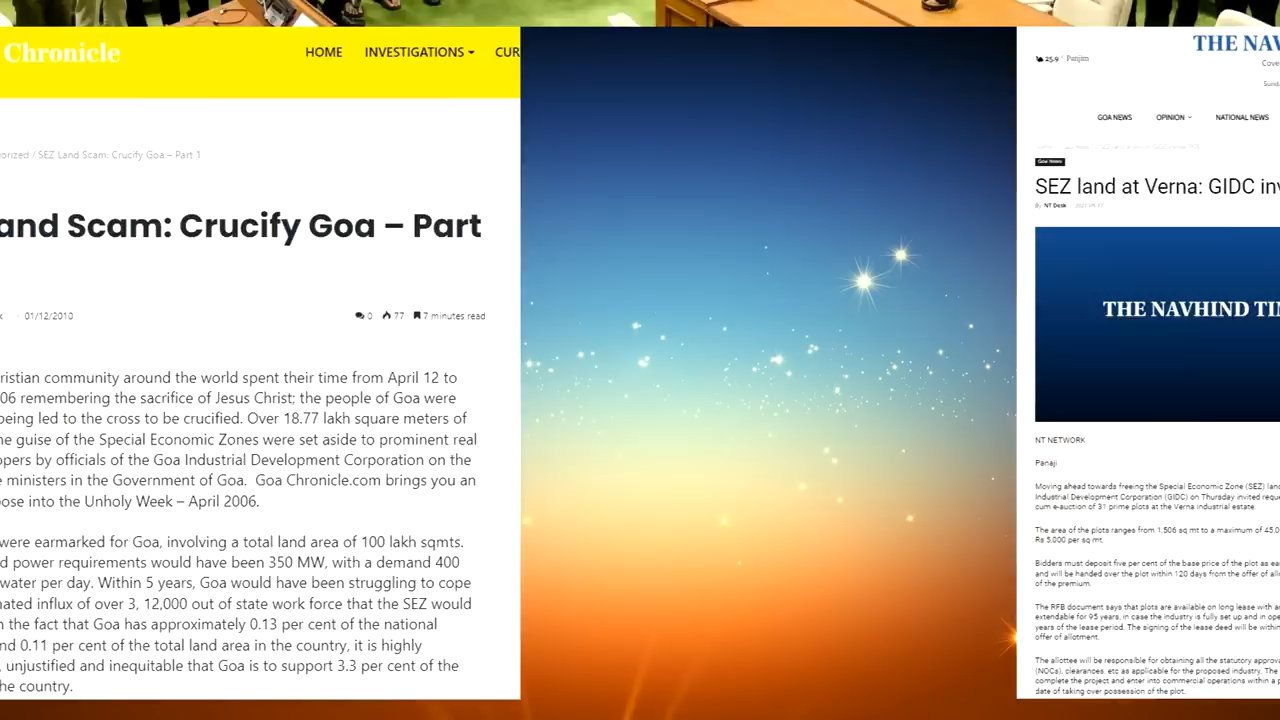 Chronicle
HOME INVESTIGATIONS CUR
orized / SEZ Land Scam: Crucify Goa – Part 1
and Scam: Crucify Goa – Part
01/12/2010 0 77 7 minutes read
ristian community around the world spent their time from April 12 to
06 remembering the sacrifice of Jesus Christ; the people of Goa were
being led to the cross to be crucified. Over 18.77 lakh square meters of
he guise of the Special Economic Zones were set aside to prominent real
opers by officials of the Goa Industrial Development Corporation on the
e ministers in the Government of Goa. Goa Chronicle.com brings you an
pose into the Unholy Week – April 2006.
were earmarked for Goa, involving a total land area of 100 lakh sqmts.
d power requirements would have been 350 MW, with a demand 400
water per day. Within 5 years, Goa would have been struggling to cope
nated influx of over 3, 12,000 out of state work force that the SEZ would
n the fact that Goa has approximately 0.13 per cent of the national
nd 0.11 per cent of the total land area in the country, it is highly
, unjustified and inequitable that Goa is to support 3.3 per cent of the
he country.
THE NAV
25.9 Panjim
Cove
Sund
GOA NEWS OPINION NATIONAL NEWS
Goa News
SEZ land at Verna: GIDC inv
By NT Desk
THE NAVHIND TI
NT NETWORK
Panaji
Moving ahead towards freeing the Special Economic Zone (SEZ) land
Industrial Development Corporation (GIDC) on Thursday invited reque
cum e-auction of 31 prime plots at the Verna industrial estate.
The area of the plots ranges from 1,506 sq mt to a maximum of 45,0
Rs 5,000 per sq mt.
Bidders must deposit five per cent of the base price of the plot as ea
and will be handed over the plot within 120 days from the offer of allo
of the premium.
The RFB document says that plots are available on long lease with an
extendable for 95 years, in case the industry is fully set up and in ope
years of the lease period. The signing of the lease deed will be within
offer of allotment.
The allottee will be responsible for obtaining all the statutory approva
(NOCs), clearances, etc as applicable for the proposed industry. The
complete the project and enter into commercial operations within a p
date of taking over possession of the plot.